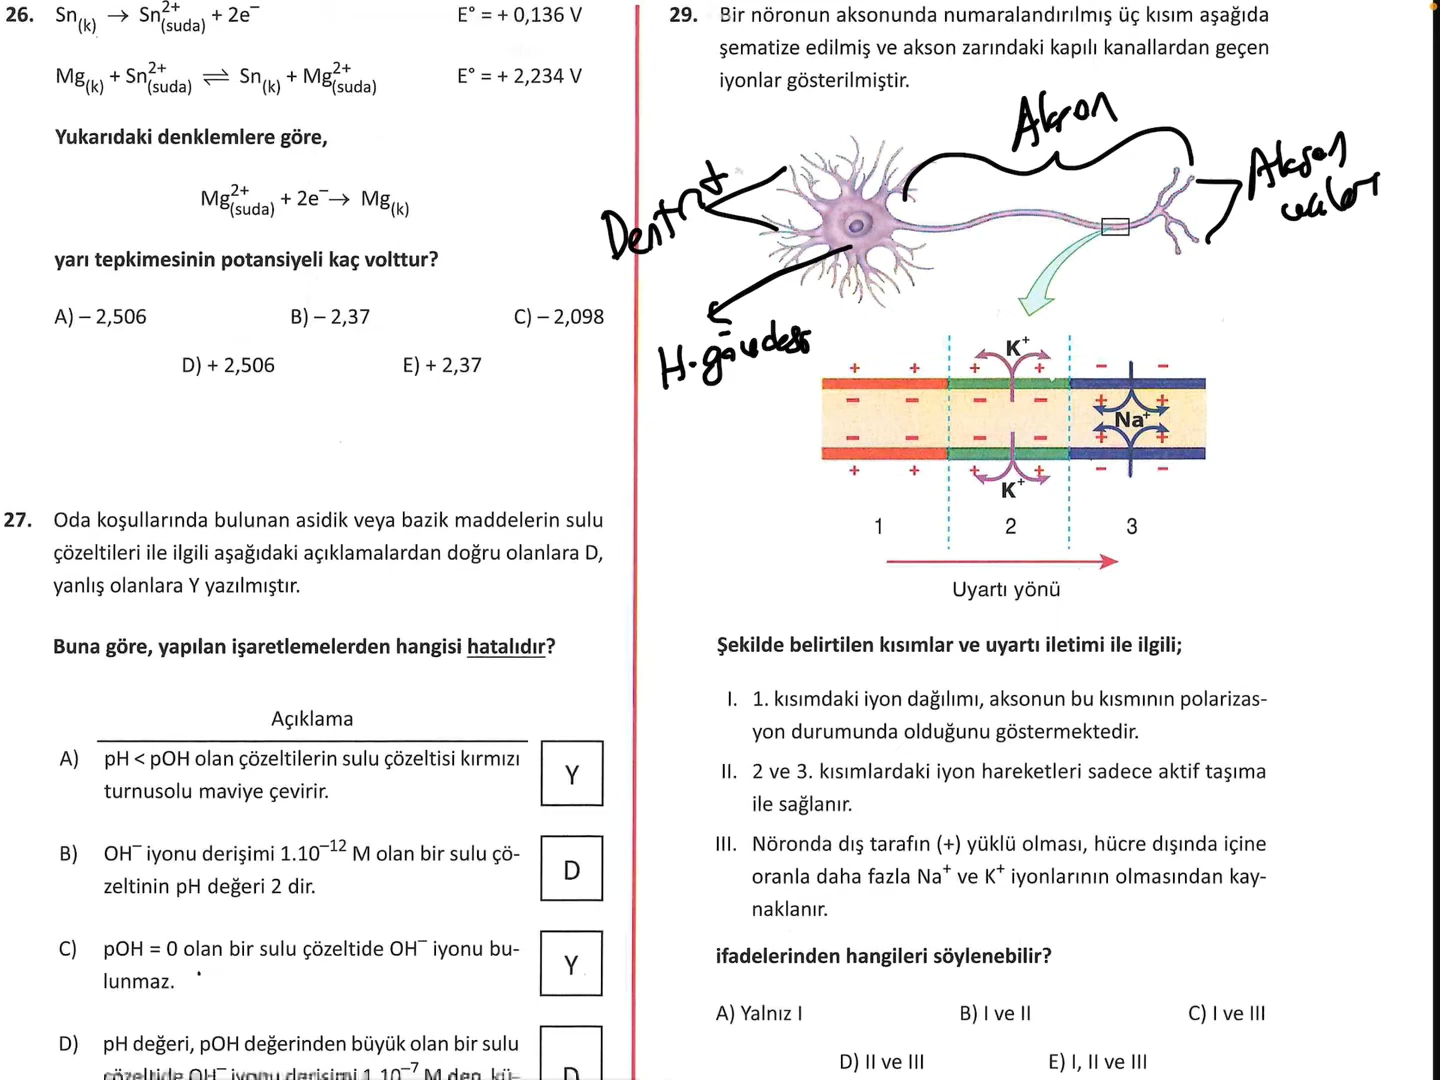 26. Sn(k) → Sn²⁺(suda) + 2e⁻ E° = + 0,136 V
Mg(k) + Sn²⁺(suda) ⇌ Sn(k) + Mg²⁺(suda) E° = + 2,234 V
Yukarıdaki denklemlere göre,
Mg²⁺(suda) + 2e⁻ → Mg(k)
yarı tepkimesinin potansiyeli kaç volttur?
A) – 2,506 B) – 2,37 C) – 2,098
D) + 2,506 E) + 2,37
27. Oda koşullarında bulunan asidik veya bazik maddelerin sulu
çözeltileri ile ilgili aşağıdaki açıklamalardan doğru olanlara D,
yanlış olanlara Y yazılmıştır.
Buna göre, yapılan işaretlemelerden hangisi hatalıdır?
Açıklama
A) pH < pOH olan çözeltilerin sulu çözeltisi kırmızı
turnusolu maviye çevirir.
Y
B) OH⁻ iyonu derişimi 1.10⁻¹² M olan bir sulu çö-
zeltinin pH değeri 2 dir.
D
C) pOH = 0 olan bir sulu çözeltide OH⁻ iyonu bu-
lunmaz.
Y
D) pH değeri, pOH değerinden büyük olan bir sulu
çözeltide OH⁻ iyonu derişimi 1.10⁻⁷ M den kü-
D
29. Bir nöronun aksonunda numaralandırılmış üç kısım aşağıda
şematize edilmiş ve akson zarındaki kapılı kanallardan geçen
iyonlar gösterilmiştir.
Akson
Akson
uçları
Dentrit
H. gövdesi
+ + + K⁺ + – –
– – – – + Na⁺ +
– – – – + +
+ + + K⁺ + – –
1 2 3
Uyartı yönü
Şekilde belirtilen kısımlar ve uyartı iletimi ile ilgili;
I. 1. kısımdaki iyon dağılımı, aksonun bu kısmının polarizas-
yon durumunda olduğunu göstermektedir.
II. 2 ve 3. kısımlardaki iyon hareketleri sadece aktif taşıma
ile sağlanır.
III. Nöronda dış tarafın (+) yüklü olması, hücre dışında içine
oranla daha fazla Na⁺ ve K⁺ iyonlarının olmasından kay-
naklanır.
ifadelerinden hangileri söylenebilir?
A) Yalnız I B) I ve II C) I ve III
D) II ve III E) I, II ve III